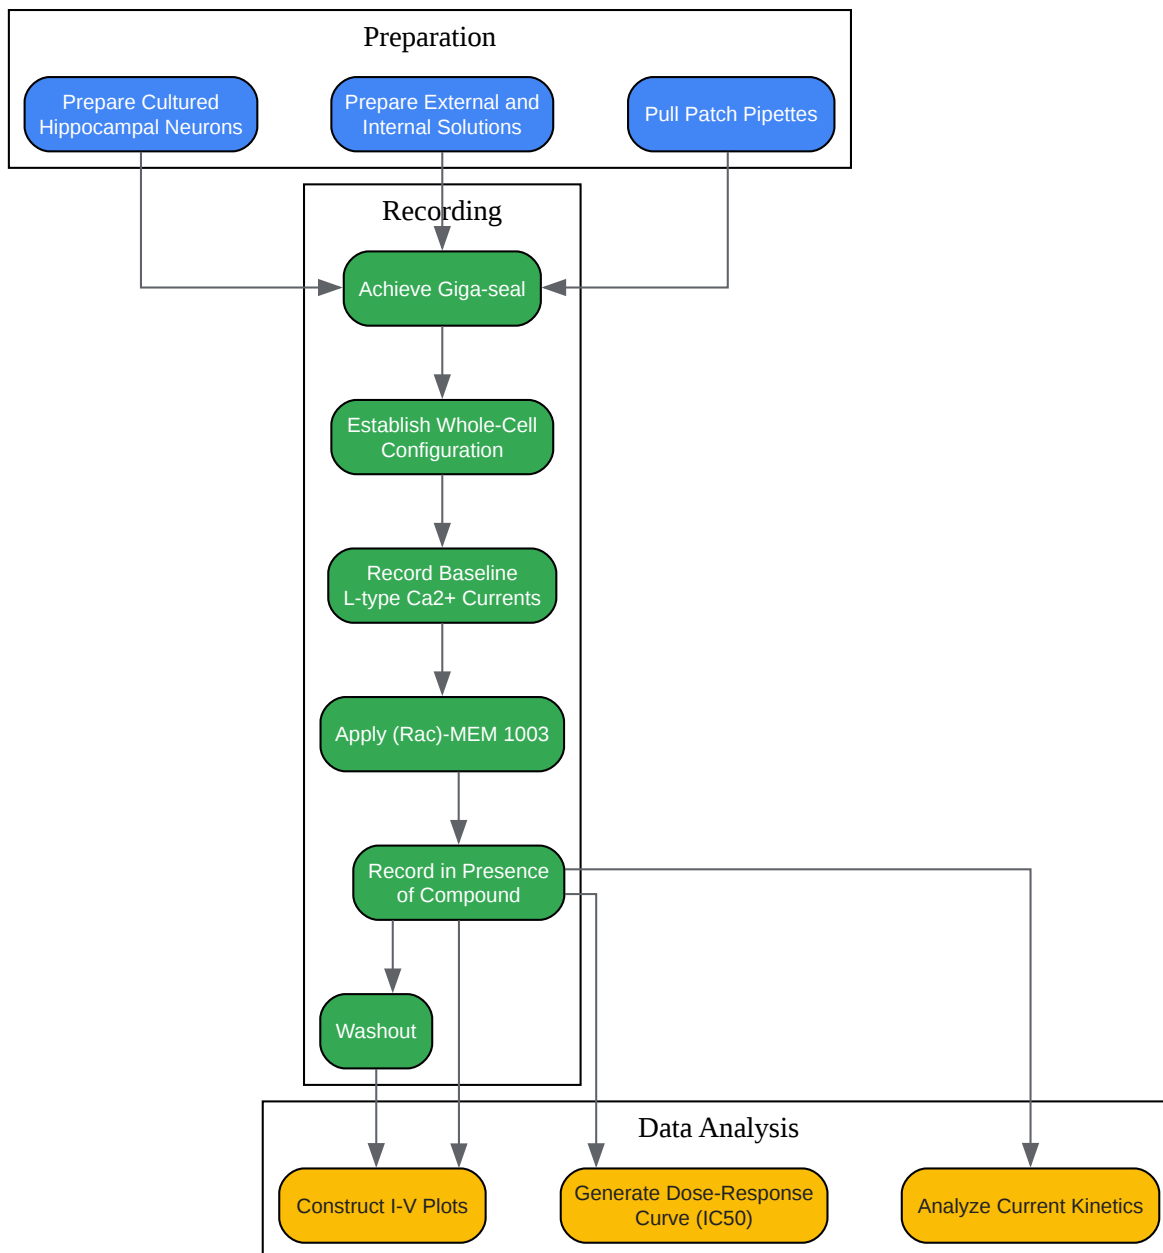 Preparation
Prepare Cultured
Hippocampal Neurons
Prepare External and
Internal Solutions
Pull Patch Pipettes
Recording
Achieve Giga-seal
Establish Whole-Cell
Configuration
Record Baseline
L-type Ca2+ Currents
Apply (Rac)-MEM 1003
Record in Presence
of Compound
Washout
Data Analysis
Construct I-V Plots
Generate Dose-Response
Curve (IC50)
Analyze Current Kinetics